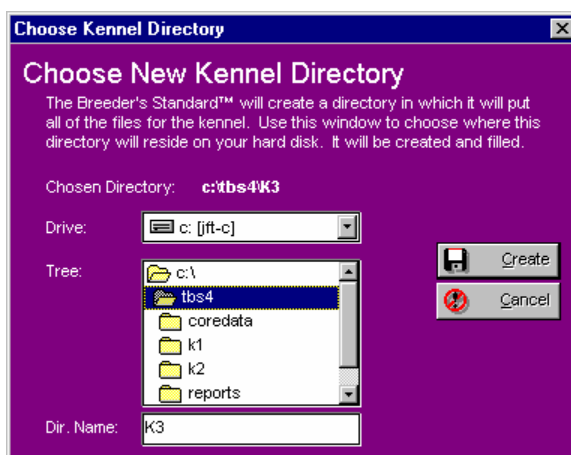 Choose Kennel Directory
Choose New Kennel Directory
The Breeder's Standard™ will create a directory in which it will put
all of the files for the kennel. Use this window to choose where this
directory will reside on your hard disk. It will be created and filled.
Chosen Directory: c:\tbs4\K3
Drive: c: [jft-c]
Tree: c:\
tbs4
coredata
k1
k2
reports
Create
Cancel
Dir. Name: K3